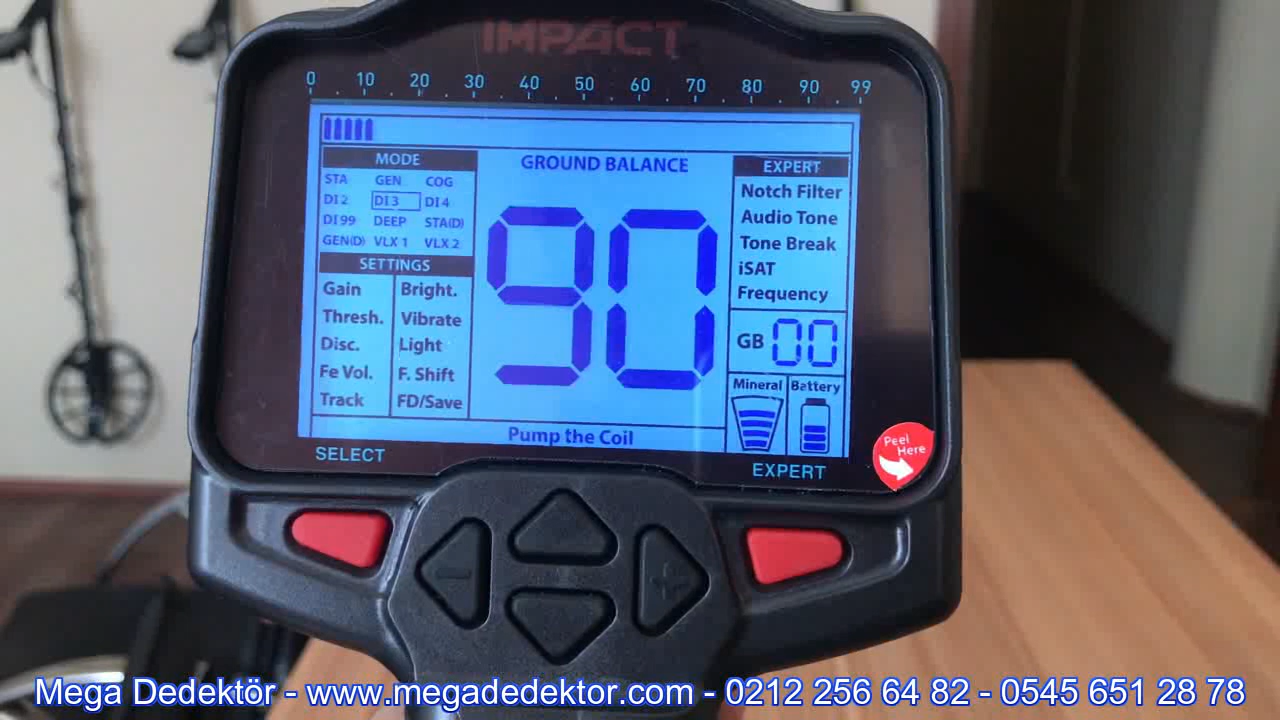 IMPACT
0 10 20 30 40 50 60 70 80 90 99
MODE
STA GEN COG
DI2 DI3 DI4
DI99 DEEP STA(D)
GEN(D) VLX 1 VLX 2
SETTINGS
Gain Bright.
Thresh. Vibrate
Disc. Light
Fe Vol. F. Shift
Track FD/Save
GROUND BALANCE
90
Pump the Coil
EXPERT
Notch Filter
Audio Tone
Tone Break
iSAT
Frequency
GB 00
Mineral Battery
SELECT
EXPERT
Peel
Here
Mega Dedektör - www.megadedektor.com - 0212 256 64 82 - 0545 651 28 78